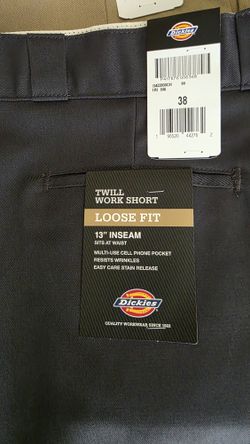 Dickies
38
TWILL
WORK SHORT
LOOSE FIT
13" INSEAM
SITS AT WAIST
MULTI-USE CELL PHONE POCKET
RESISTS WRINKLES
EASY CARE STAIN RELEASE
Dickies
QUALITY WORKWEAR SINCE 1922